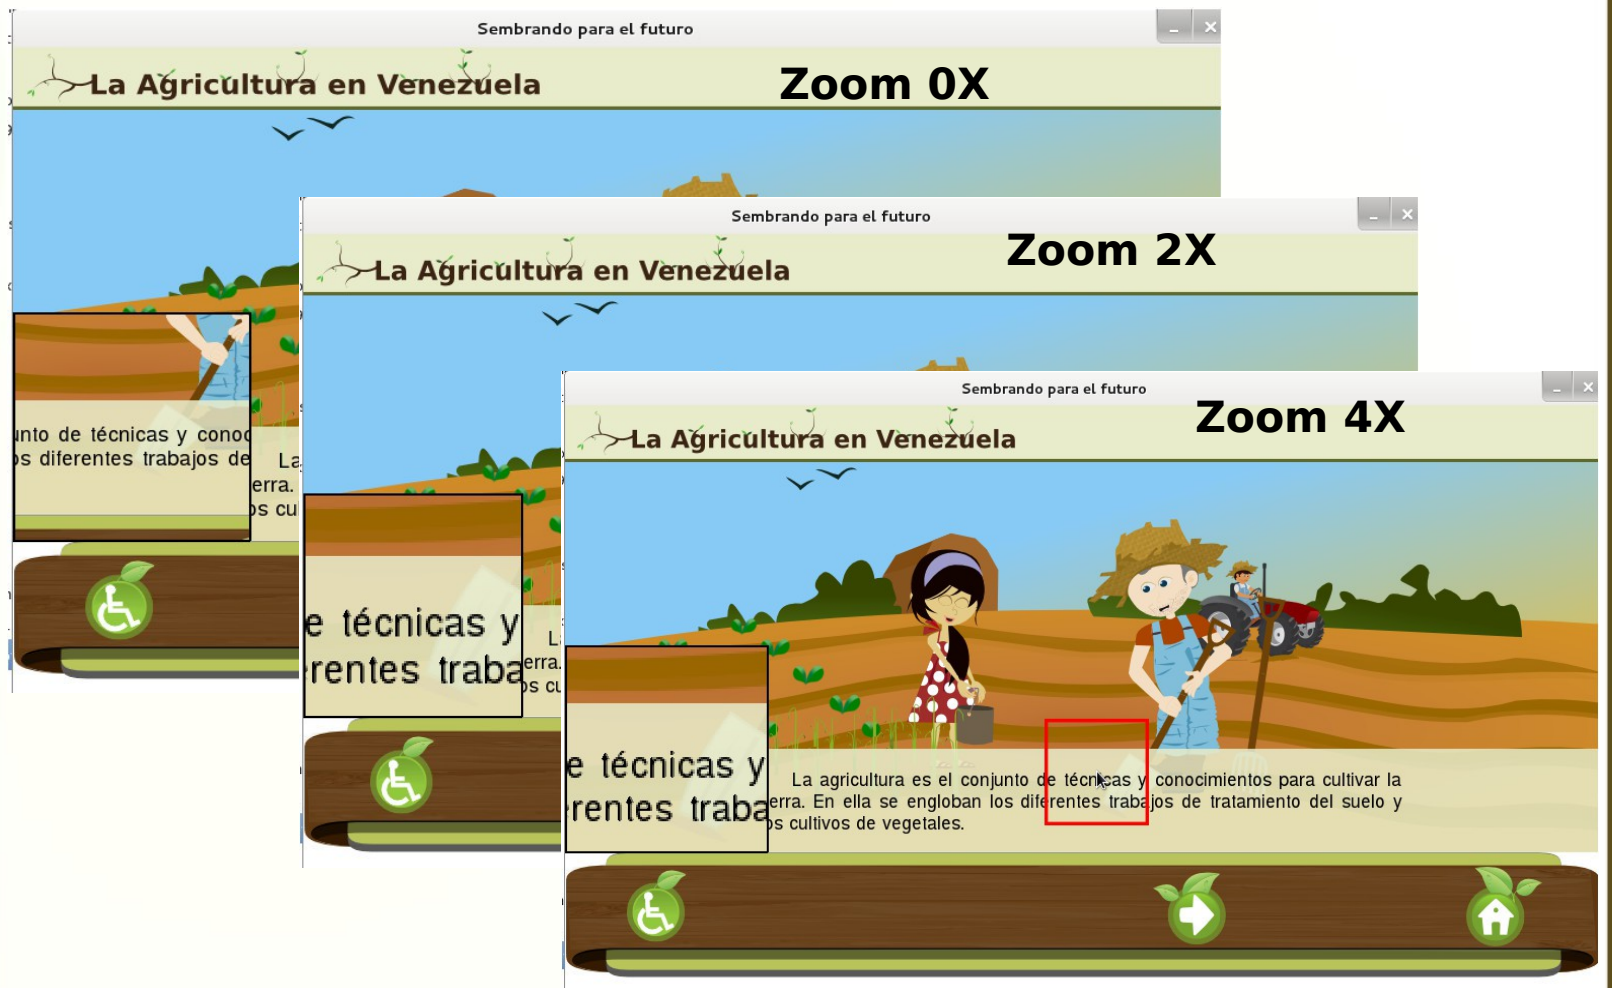 Sembrando para el futuro
La Agricultura en Venezuela
Zoom 0X
unto de técnicas y conoc
os diferentes trabajos de
La
erra.
os cu
Sembrando para el futuro
La Agricultura en Venezuela
Zoom 2X
e técnicas y
rentes traba
L
erra.
os cu
Sembrando para el futuro
La Agricultura en Venezuela
Zoom 4X
e técnicas y
erentes traba
La agricultura es el conjunto de técnicas y conocimientos para cultivar la
erra. En ella se engloban los diferentes trabajos de tratamiento del suelo y
os cultivos de vegetales.